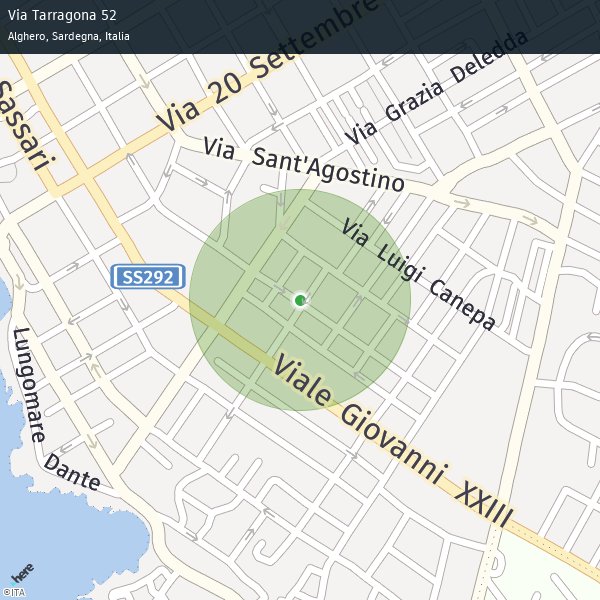 Via Tarragona 52
Alghero, Sardegna, Italia
Sassari
Via 20 Settembre
Via Grazia Deledda
Via Sant'Agostino
Via Luigi Canepa
SS292
Lungomare Dante
Viale Giovanni XXIII
here
©ITA